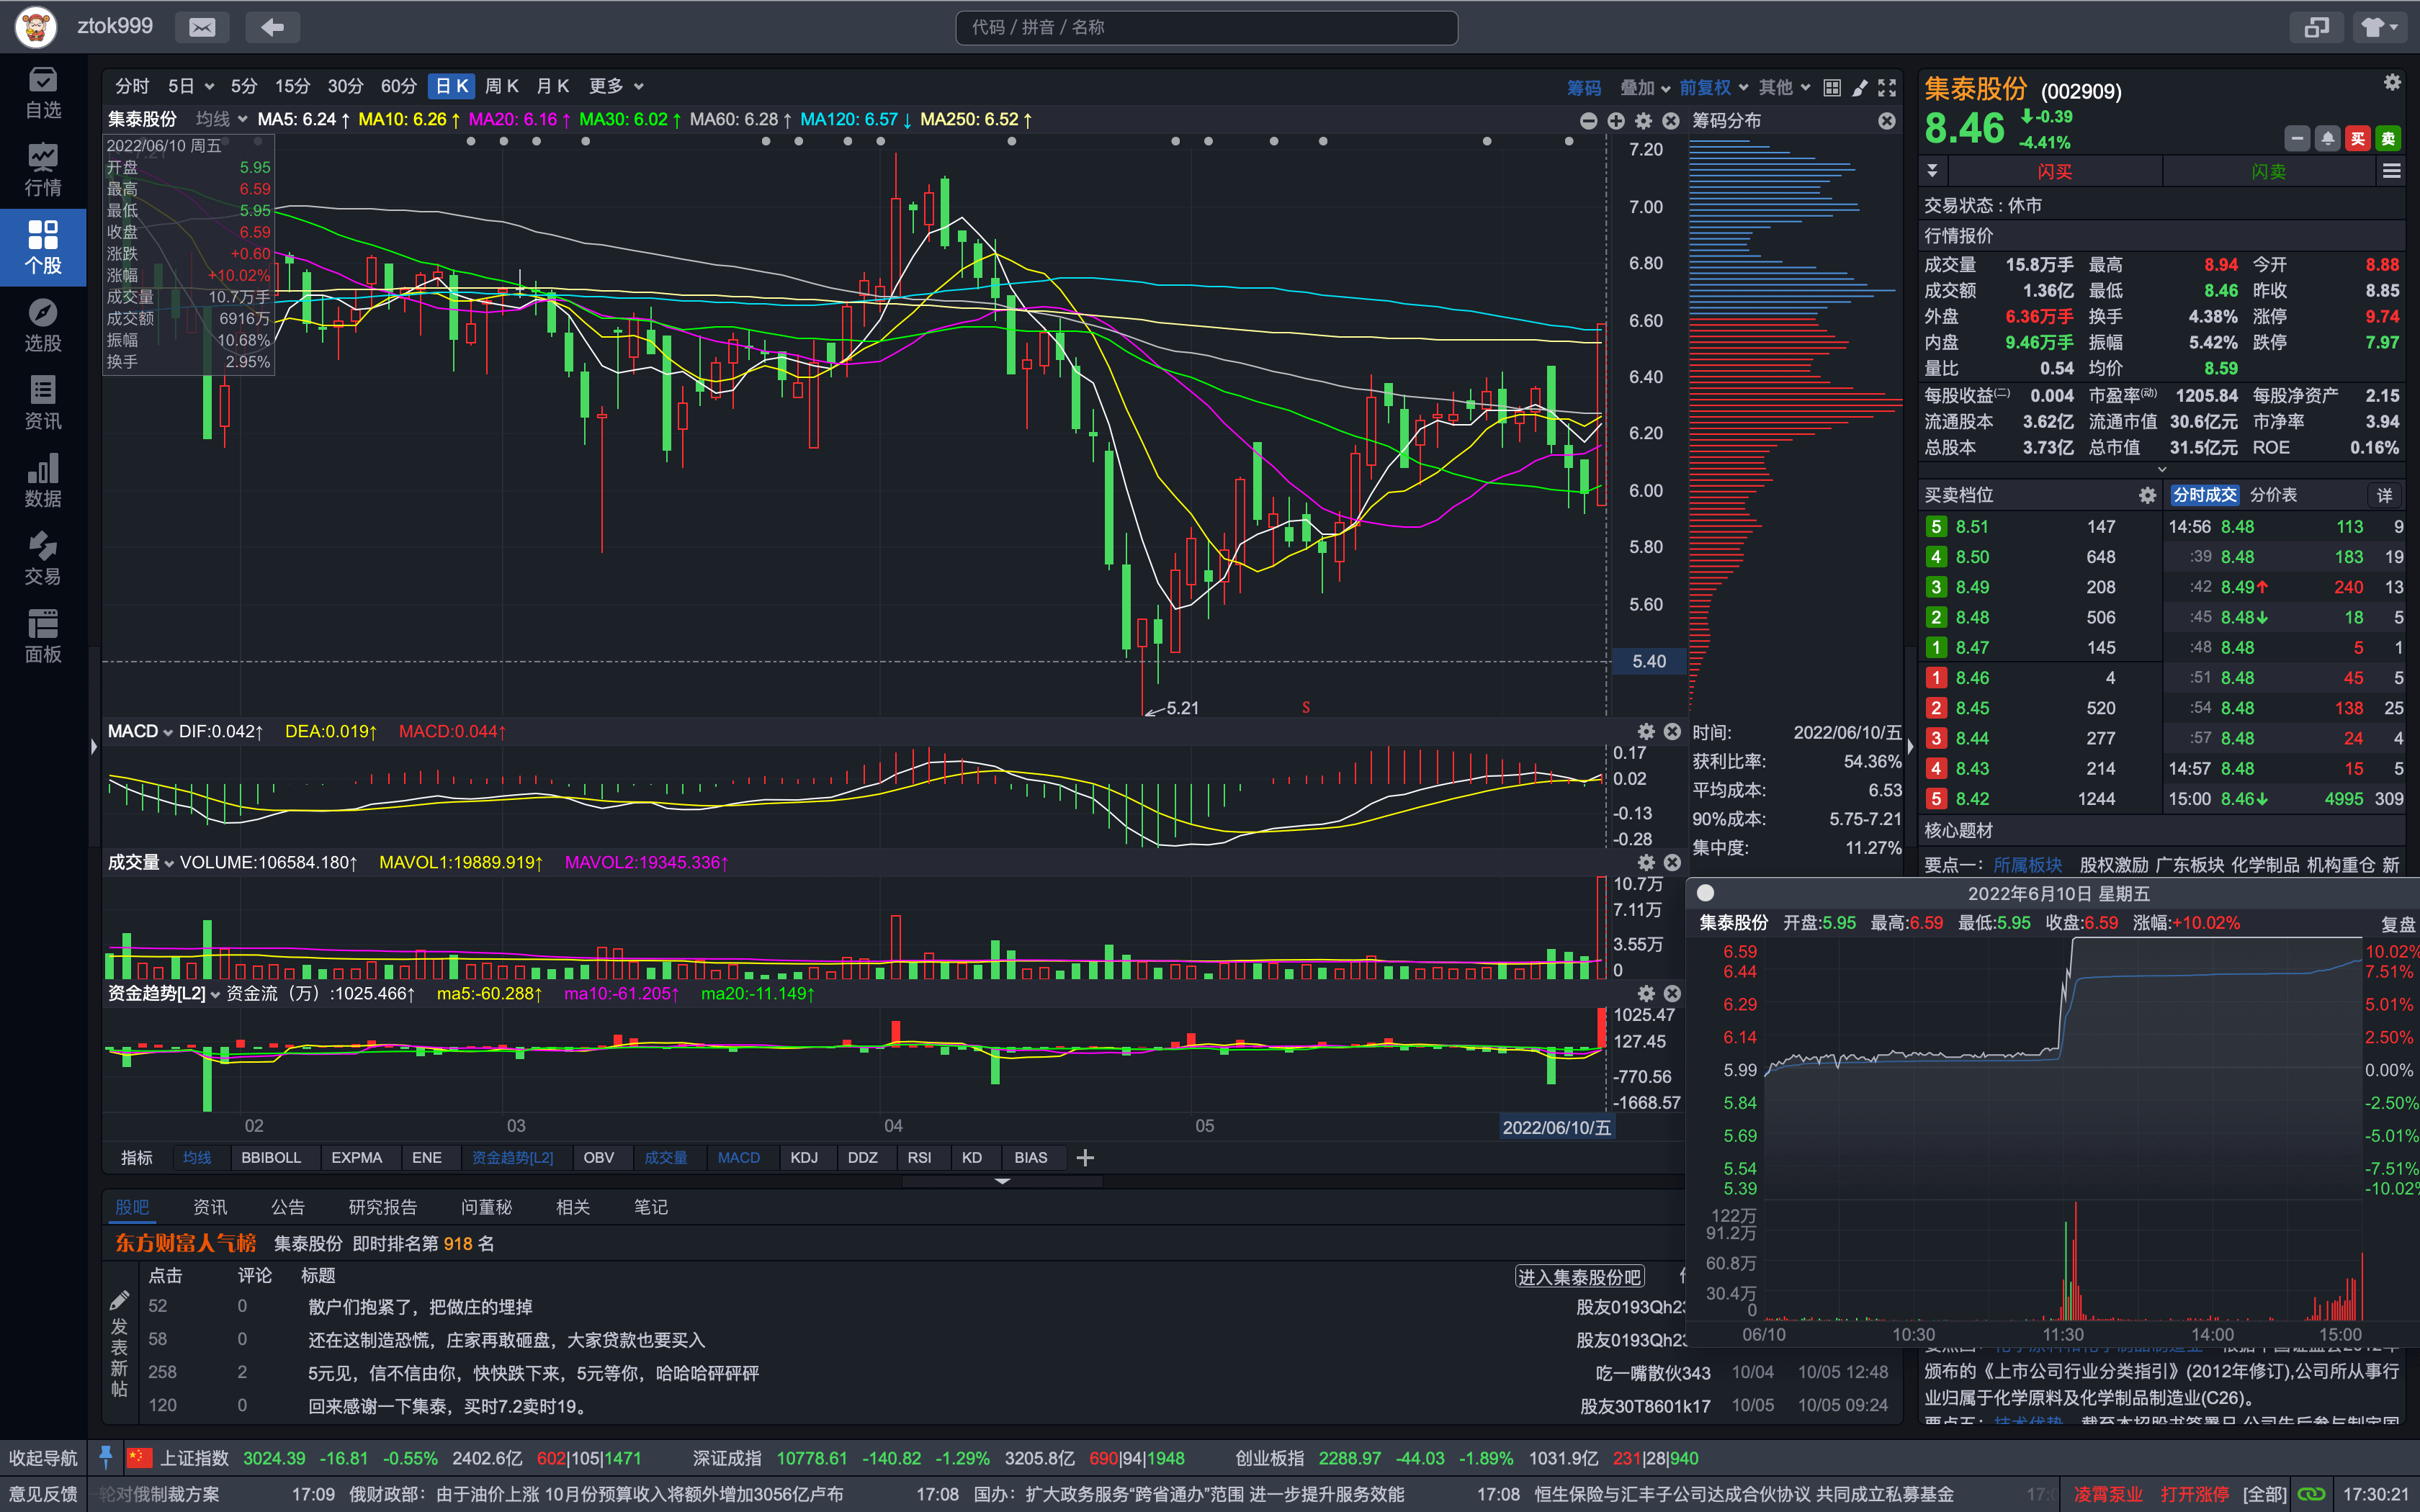 ztok999
代码 / 拼音 / 名称
自选
行情
个股
选股
资讯
数据
交易
面板
分时 5日 5分 15分 30分 60分 日K 周K 月K 更多
筹码 叠加 前复权 其他
集泰股份 均线 MA5: 6.24↑ MA10: 6.26↑ MA20: 6.16↑ MA30: 6.02↑ MA60: 6.28↑ MA120: 6.57↓ MA250: 6.52↑
筹码分布
2022/06/10 周五
开盘 5.95
最高 6.59
最低 5.95
收盘 6.59
涨跌 +0.60
涨幅 +10.02%
成交量 10.7万手
成交额 6916万
振幅 10.68%
换手 2.95%
7.20
7.00
6.80
6.60
6.40
6.20
6.00
5.80
5.60
5.40
5.21
S
MACD DIF:0.042↑ DEA:0.019↑ MACD:0.044↑
0.17
0.02
-0.13
-0.28
时间: 2022/06/10/五
获利比率: 54.36%
平均成本: 6.53
90%成本: 5.75-7.21
集中度: 11.27%
成交量 VOLUME:106584.180↑ MAVOL1:19889.919↑ MAVOL2:19345.336↑
10.7万
7.11万
3.55万
0
资金趋势[L2] 资金流（万）:1025.466↑ ma5:-60.288↑ ma10:-61.205↑ ma20:-11.149↑
1025.47
127.45
-770.56
-1668.57
02 03 04 05 2022/06/10/五
指标 均线 BBIBOLL EXPMA ENE 资金趋势[L2] OBV 成交量 MACD KDJ DDZ RSI KD BIAS
股吧 资讯 公告 研究报告 问董秘 相关 笔记
东方财富人气榜 集泰股份 即时排名第 918 名
点击 评论 标题 进入集泰股份吧
发表新帖
52 0 散户们抱紧了，把做庄的埋掉 股友0193Qh23
58 0 还在这制造恐慌，庄家再敢砸盘，大家贷款也要买入 股友0193Qh23
258 2 5元见，信不信由你，快快跌下来，5元等你，哈哈哈砰砰砰 吃一嘴散伙343 10/04 10/05 12:48
120 0 回来感谢一下集泰，买时7.2卖时19。 股友30T8601k17 10/05 10/05 09:24
集泰股份 (002909)
8.46 -0.39
-4.41%
买 卖
闪买 闪卖
交易状态 : 休市
行情报价
成交量 15.8万手 最高 8.94 今开 8.88
成交额 1.36亿 最低 8.46 昨收 8.85
外盘 6.36万手 换手 4.38% 涨停 9.74
内盘 9.46万手 振幅 5.42% 跌停 7.97
量比 0.54 均价 8.59
每股收益(二) 0.004 市盈率(动) 1205.84 每股净资产 2.15
流通股本 3.62亿 流通市值 30.6亿元 市净率 3.94
总股本 3.73亿 总市值 31.5亿元 ROE 0.16%
买卖档位 分时成交 分价表 详
5 8.51 147 14:56 8.48 113 9
4 8.50 648 :39 8.48 183 19
3 8.49 208 :42 8.49↑ 240 13
2 8.48 506 :45 8.48↓ 18 5
1 8.47 145 :48 8.48 5 1
1 8.46 4 :51 8.48 45 5
2 8.45 520 :54 8.48 138 25
3 8.44 277 :57 8.48 24 4
4 8.43 214 14:57 8.48 15 5
5 8.42 1244 15:00 8.46↓ 4995 309
核心题材
要点一： 所属板块 股权激励 广东板块 化学制品 机构重仓 新
2022年6月10日 星期五
集泰股份 开盘:5.95 最高:6.59 最低:5.95 收盘:6.59 涨幅:+10.02% 复盘
6.59 10.02%
6.44 7.51%
6.29 5.01%
6.14 2.50%
5.99 0.00%
5.84 -2.50%
5.69 -5.01%
5.54 -7.51%
5.39 -10.02%
122万
91.2万
60.8万
30.4万
0
06/10 10:30 11:30 14:00 15:00
颁布的《上市公司行业分类指引》(2012年修订),公司所从事行
业归属于化学原料及化学制品制造业(C26)。
收起导航 上证指数 3024.39 -16.81 -0.55% 2402.6亿 602|105|1471 深证成指 10778.61 -140.82 -1.29% 3205.8亿 690|94|1948 创业板指 2288.97 -44.03 -1.89% 1031.9亿 231|28|940
意见反馈 轮对俄制裁方案 17:09 俄财政部：由于油价上涨 10月份预算收入将额外增加3056亿卢布 17:08 国办：扩大政务服务“跨省通办”范围 进一步提升服务效能 17:08 恒生保险与汇丰子公司达成合作协议 共同成立私募基金 凌霄泵业 打开涨停 [全部] 17:30:21